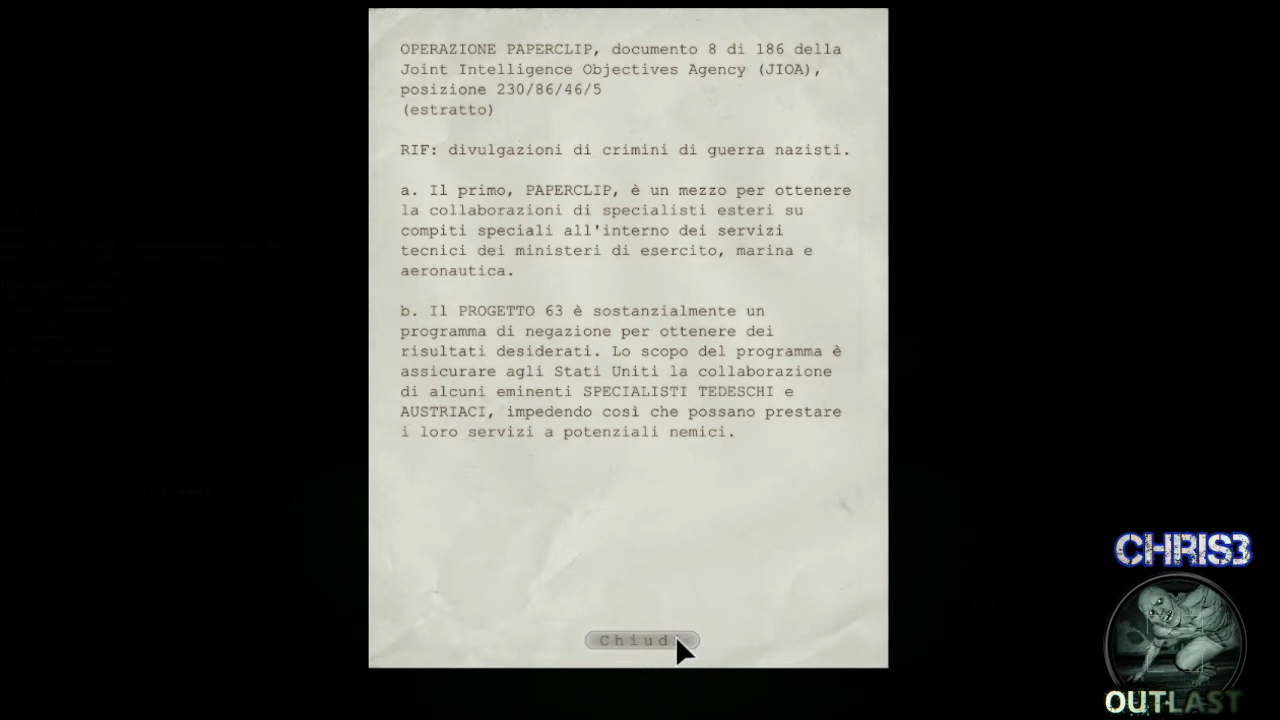 OPERAZIONE PAPERCLIP, documento 8 di 186 della
Joint Intelligence Objectives Agency (JIOA),
posizione 230/86/46/5
(estratto)
RIF: divulgazioni di crimini di guerra nazisti.
a. Il primo, PAPERCLIP, è un mezzo per ottenere
la collaborazioni di specialisti esteri su
compiti speciali all'interno dei servizi
tecnici dei ministeri di esercito, marina e
aeronautica.
b. Il PROGETTO 63 è sostanzialmente un
programma di negazione per ottenere dei
risultati desiderati. Lo scopo del programma è
assicurare agli Stati Uniti la collaborazione
di alcuni eminenti SPECIALISTI TEDESCHI e
AUSTRIACI, impedendo così che possano prestare
i loro servizi a potenziali nemici.
Chiud
CHRIS3
OUTLAST